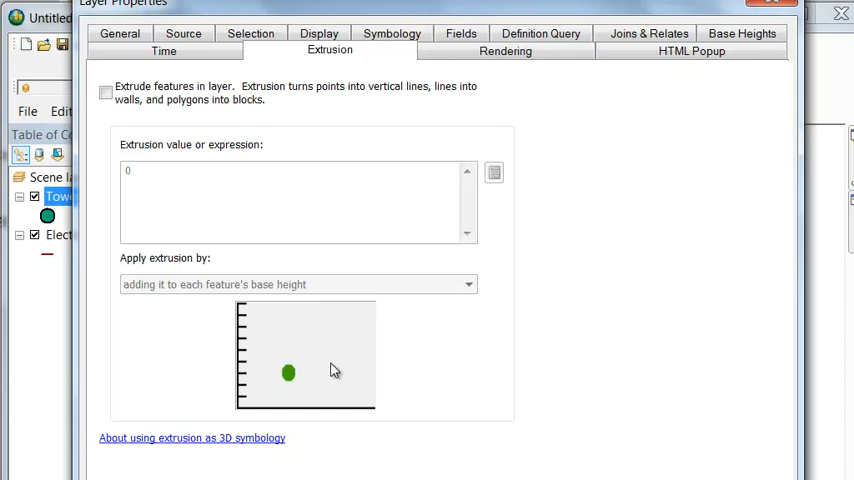 Layer Properties
Untitled
General Source Selection Display Symbology Fields Definition Query Joins & Relates Base Heights
Time Extrusion Rendering HTML Popup
Extrude features in layer. Extrusion turns points into vertical lines, lines into
walls, and polygons into blocks.
File Edi
Extrusion value or expression:
Table of Co
0
Scene la
Towe
Elect
Apply extrusion by:
adding it to each feature's base height
About using extrusion as 3D symbology